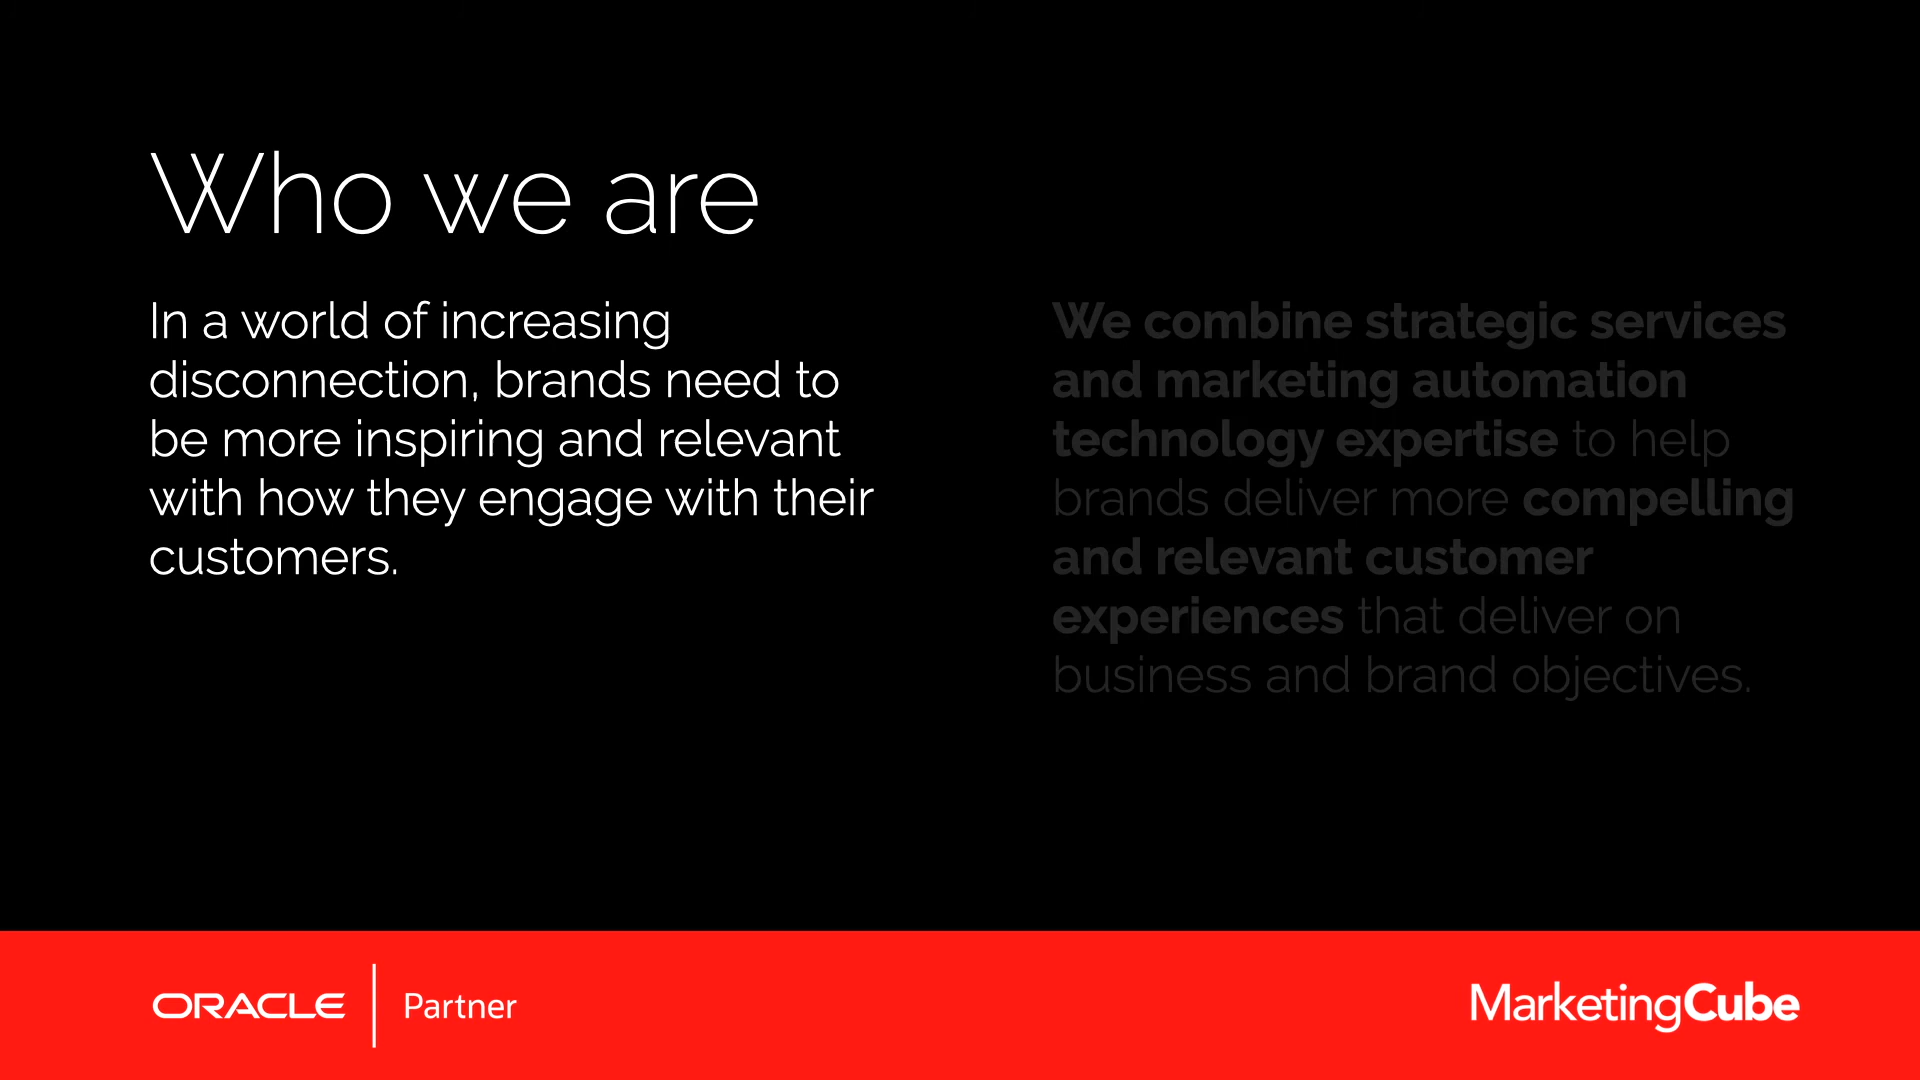 Who we are
In a world of increasing
disconnection, brands need to
be more inspiring and relevant
with how they engage with their
customers.
We combine strategic services
and marketing automation
technology expertise to help
brands deliver more compelling
and relevant customer
experiences that deliver on
business and brand objectives.
ORACLE | Partner
MarketingCube